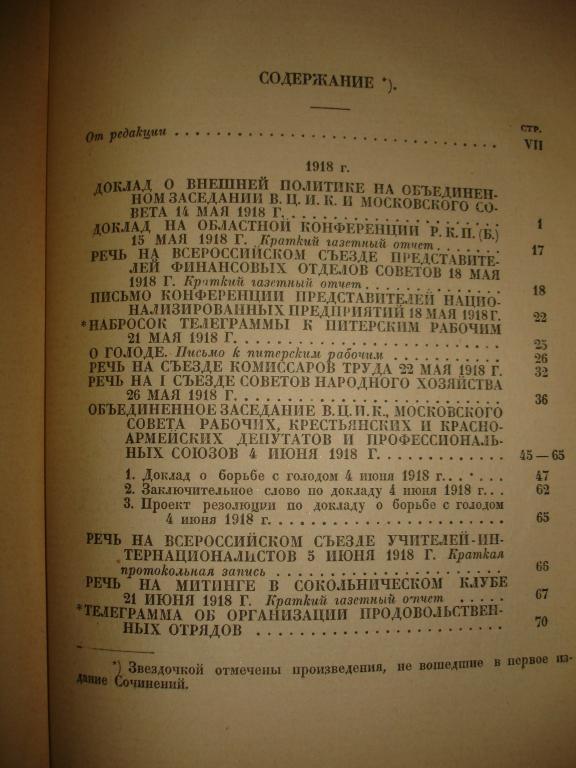 СОДЕРЖАНИЕ *).
СТР.
От редакции . . . . . . . . . . . . . . . . . . . . . . . . . . VII
1918 г.
ДОКЛАД О ВНЕШНЕЙ ПОЛИТИКЕ НА ОБЪЕДИНЕН-
НОМ ЗАСЕДАНИИ В. Ц. И. К. И МОСКОВСКОГО СО-
ВЕТА 14 МАЯ 1918 Г. . . . . . . . . . . . . . . . . 1
ДОКЛАД НА ОБЛАСТНОЙ КОНФЕРЕНЦИИ Р. К. П. (Б.)
15 МАЯ 1918 Г. Краткий газетный отчет . . . . . . . 17
РЕЧЬ НА ВСЕРОССИЙСКОМ СЪЕЗДЕ ПРЕДСТАВИТЕ-
ЛЕЙ ФИНАНСОВЫХ ОТДЕЛОВ СОВЕТОВ 18 МАЯ
1918 Г. Краткий газетный отчет . . . . . . . . . . . 18
ПИСЬМО КОНФЕРЕНЦИИ ПРЕДСТАВИТЕЛЕЙ НАЦИО-
НАЛИЗИРОВАННЫХ ПРЕДПРИЯТИЙ 18 МАЯ 1918 Г. 22
*НАБРОСОК ТЕЛЕГРАММЫ К ПИТЕРСКИМ РАБОЧИМ
21 МАЯ 1918 Г. . . . . . . . . . . . . . . . . . . . 25
О ГОЛОДЕ. Письмо к питерским рабочим . . . . . . . . . 26
РЕЧЬ НА СЪЕЗДЕ КОМИССАРОВ ТРУДА 22 МАЯ 1918 Г. 32
РЕЧЬ НА I СЪЕЗДЕ СОВЕТОВ НАРОДНОГО ХОЗЯЙСТВА
26 МАЯ 1918 Г. . . . . . . . . . . . . . . . . . . . 36
ОБЪЕДИНЕННОЕ ЗАСЕДАНИЕ В. Ц. И. К., МОСКОВСКОГО
СОВЕТА РАБОЧИХ, КРЕСТЬЯНСКИХ И КРАСНО-
АРМЕЙСКИХ ДЕПУТАТОВ И ПРОФЕССИОНАЛЬ-
НЫХ СОЮЗОВ 4 ИЮНЯ 1918 Г. . . . . . . . . . . 45 — 65
1. Доклад о борьбе с голодом 4 июня 1918 г. . . . . . 47
2. Заключительное слово по докладу 4 июня 1918 г. . . 62
3. Проект резолюции по докладу о борьбе с голодом
4 июня 1918 г. . . . . . . . . . . . . . . . . . . . 65
РЕЧЬ НА ВСЕРОССИЙСКОМ СЪЕЗДЕ УЧИТЕЛЕЙ-ИН-
ТЕРНАЦИОНАЛИСТОВ 5 ИЮНЯ 1918 Г. Краткая
протокольная запись . . . . . . . . . . . . . . . . . 66
РЕЧЬ НА МИТИНГЕ В СОКОЛЬНИЧЕСКОМ КЛУБЕ
21 ИЮНЯ 1918 Г. Краткий газетный отчет . . . . . 67
*ТЕЛЕГРАММА ОБ ОРГАНИЗАЦИИ ПРОДОВОЛЬСТВЕН-
НЫХ ОТРЯДОВ . . . . . . . . . . . . . . . . . . . . 70
*) Звездочкой отмечены произведения, не вошедшие в первое из-
дание Сочинений.